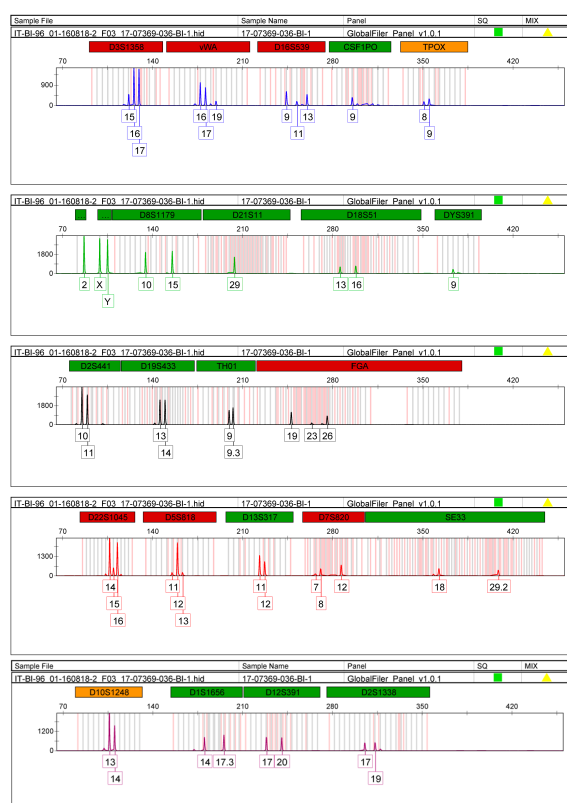 Sample File Sample Name Panel SQ MIX
IT-BI-96_01-160818-2_F03_17-07369-036-BI-1.hid 17-07369-036-BI-1 GlobalFiler_Panel_v1.0.1
D3S1358 vWA D16S539 CSF1PO TPOX
70 140 210 280 350 420
900
0
15 16 19 9 13 9 8
16 17 11 9
17
IT-BI-96_01-160818-2_F03_17-07369-036-BI-1.hid 17-07369-036-BI-1 GlobalFiler_Panel_v1.0.1
D8S1179 D21S11 D18S51 DYS391
70 140 210 280 350 420
1800
0
2 X 10 15 29 13 16 9
Y
IT-BI-96_01-160818-2_F03_17-07369-036-BI-1.hid 17-07369-036-BI-1 GlobalFiler_Panel_v1.0.1
D2S441 D19S433 TH01 FGA
70 140 210 280 350 420
1800
0
10 13 9 19 23 26
11 14 9.3
IT-BI-96_01-160818-2_F03_17-07369-036-BI-1.hid 17-07369-036-BI-1 GlobalFiler_Panel_v1.0.1
D22S1045 D5S818 D13S317 D7S820 SE33
70 140 210 280 350 420
1300
0
14 11 11 7 12 18 29.2
15 12 12 8
16 13
Sample File Sample Name Panel SQ MIX
IT-BI-96_01-160818-2_F03_17-07369-036-BI-1.hid 17-07369-036-BI-1 GlobalFiler_Panel_v1.0.1
D10S1248 D1S1656 D12S391 D2S1338
70 140 210 280 350 420
1800
0
13 14 17.3 17 20 17
14 19